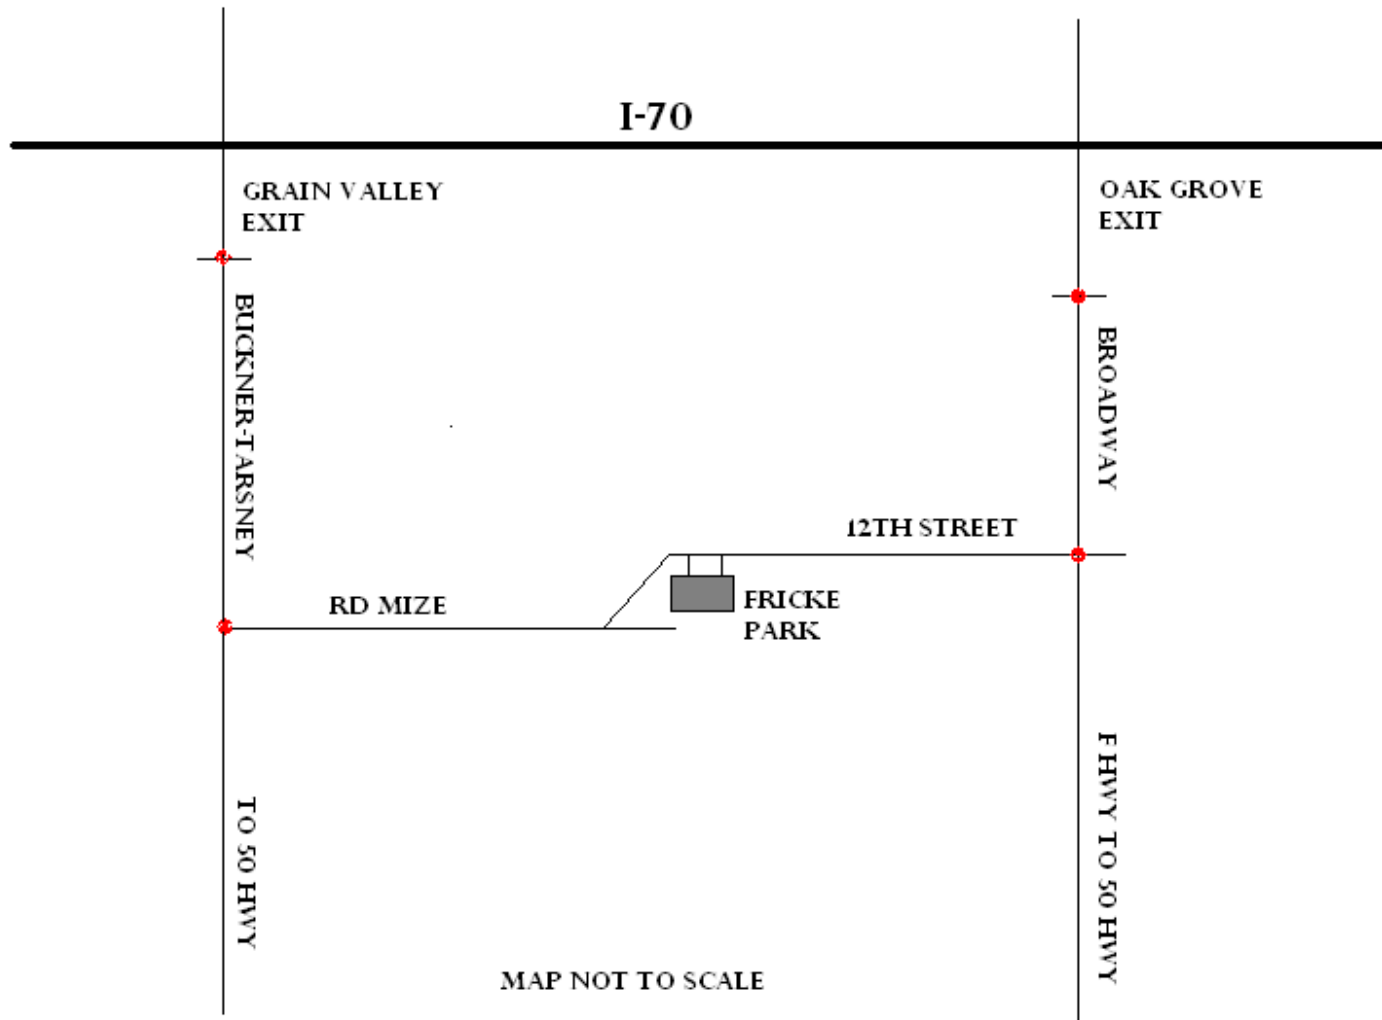 I-70
GRAIN VALLEY
EXIT
OAK GROVE
EXIT
BUCKNER-TARSNEY
BROADWAY
12TH STREET
RD MIZE
FRICKE
PARK
TO 50 HWY
F HWY TO 50 HWY
MAP NOT TO SCALE